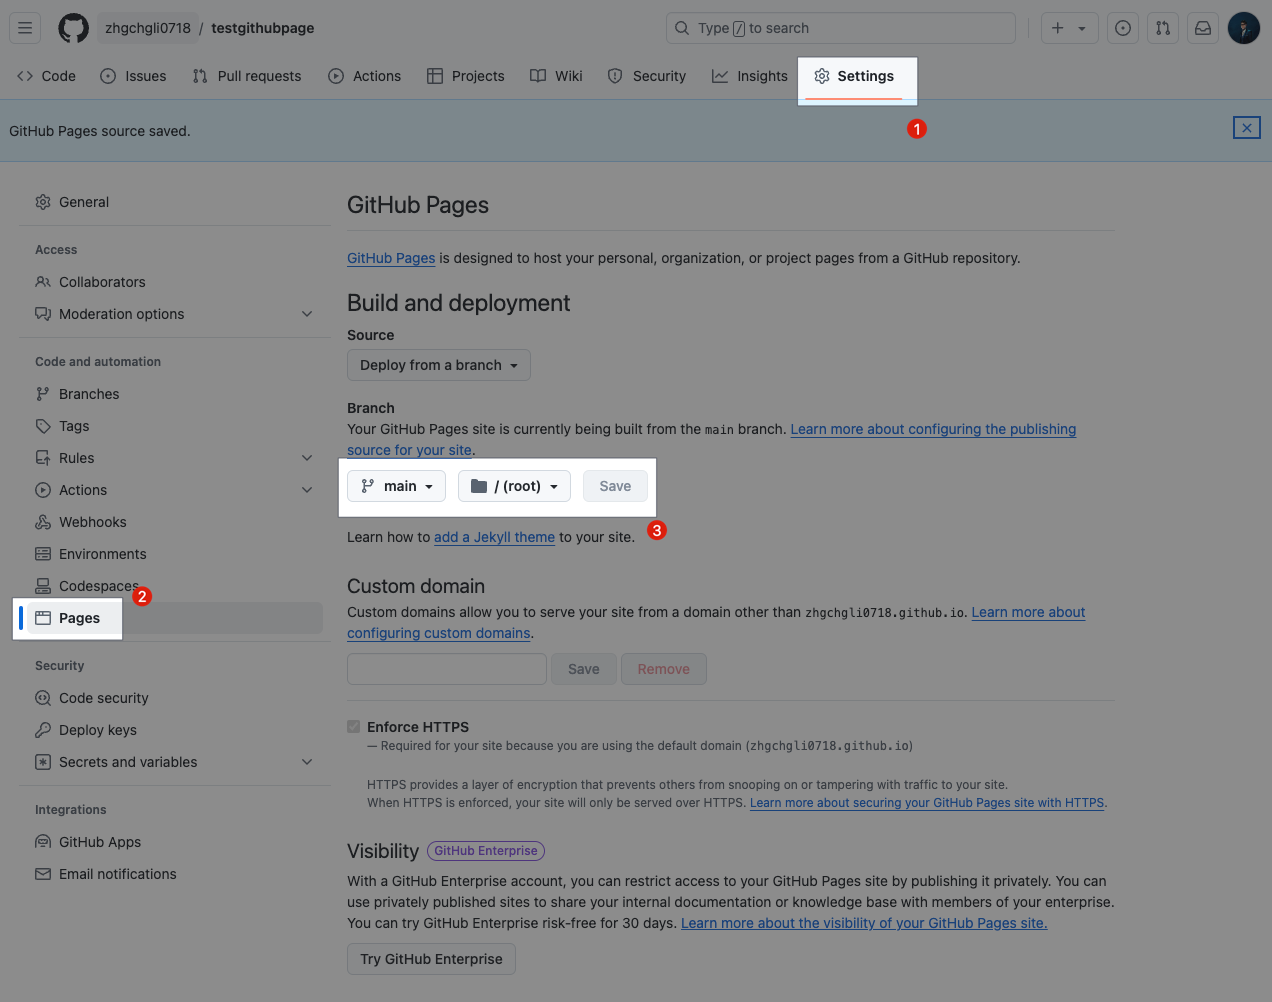 zhgchgli0718 / testgithubpage
Type / to search
Code Issues Pull requests Actions Projects Wiki Security Insights Settings
1
GitHub Pages source saved.
General
Access
Collaborators
Moderation options
Code and automation
Branches
Tags
Rules
Actions
Webhooks
Environments
Codespaces
2
Pages
Security
Code security
Deploy keys
Secrets and variables
Integrations
GitHub Apps
Email notifications
GitHub Pages
GitHub Pages is designed to host your personal, organization, or project pages from a GitHub repository.
Build and deployment
Source
Deploy from a branch
Branch
Your GitHub Pages site is currently being built from the main branch. Learn more about configuring the publishing
source for your site.
main / (root) Save
3
Learn how to add a Jekyll theme to your site.
Custom domain
Custom domains allow you to serve your site from a domain other than zhgchgli0718.github.io. Learn more about
configuring custom domains.
Save Remove
Enforce HTTPS
— Required for your site because you are using the default domain (zhgchgli0718.github.io)
HTTPS provides a layer of encryption that prevents others from snooping on or tampering with traffic to your site.
When HTTPS is enforced, your site will only be served over HTTPS. Learn more about securing your GitHub Pages site with HTTPS.
Visibility GitHub Enterprise
With a GitHub Enterprise account, you can restrict access to your GitHub Pages site by publishing it privately. You can
use privately published sites to share your internal documentation or knowledge base with members of your enterprise.
You can try GitHub Enterprise risk-free for 30 days. Learn more about the visibility of your GitHub Pages site.
Try GitHub Enterprise